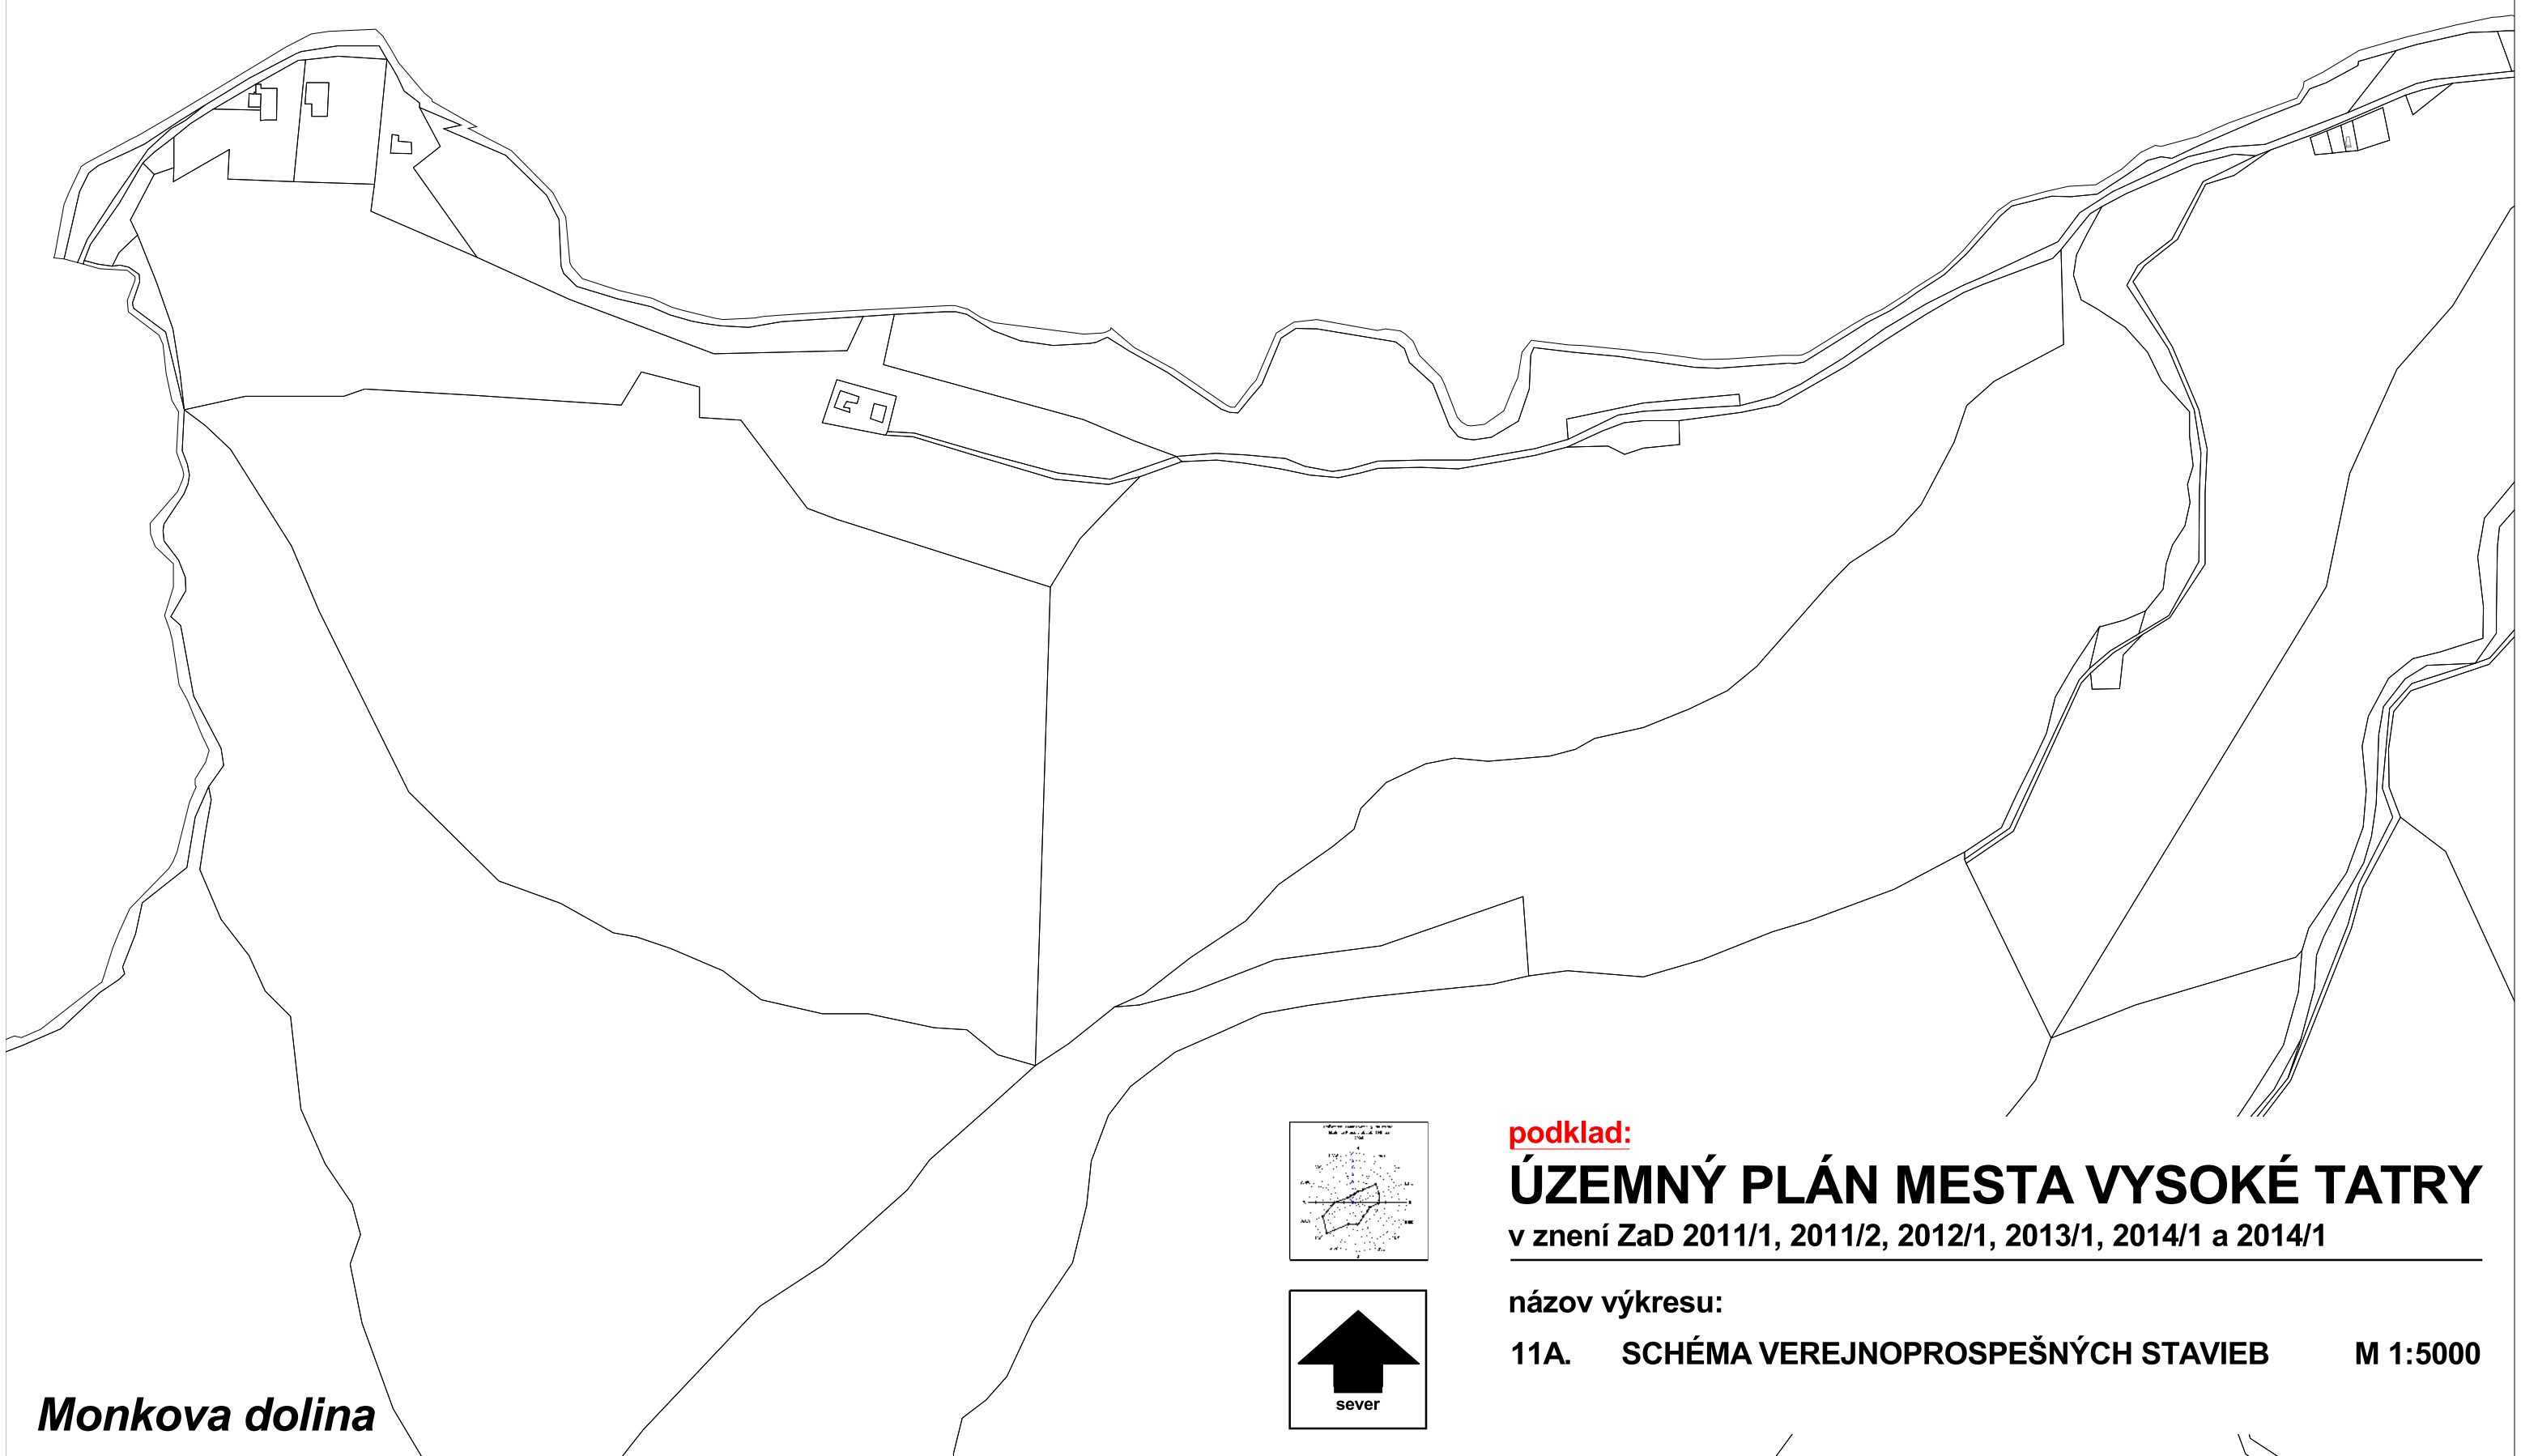 podklad:
ÚZEMNÝ PLÁN MESTA VYSOKÉ TATRY
v znení ZaD 2011/1, 2011/2, 2012/1, 2013/1, 2014/1 a 2014/1
názov výkresu:
11A. SCHÉMA VEREJNOPROSPEŠNÝCH STAVIEB M 1:5000
sever
Monkova dolina